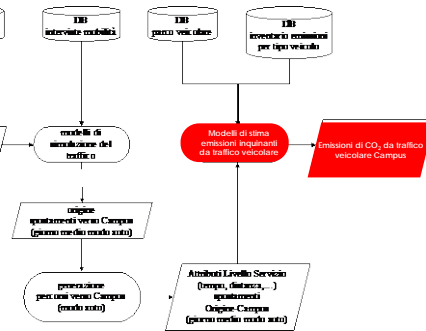 DB
interviste mobilità
DB
parco veicolare
DB
inventario emissioni
per tipo veicolo
modelli di
simulazione del
traffico
Modelli di stima
emissioni inquinanti
da traffico veicolare
Emissioni di CO2 da traffico
veicolare Campus
origine
spostamenti verso Campus
(giorno medio modo auto)
generazione
percorsi verso Campus
(modo auto)
Attributi Livello Servizio
(tempo, distanza,…)
spostamenti
Origine-Campus
(giorno medio modo auto)